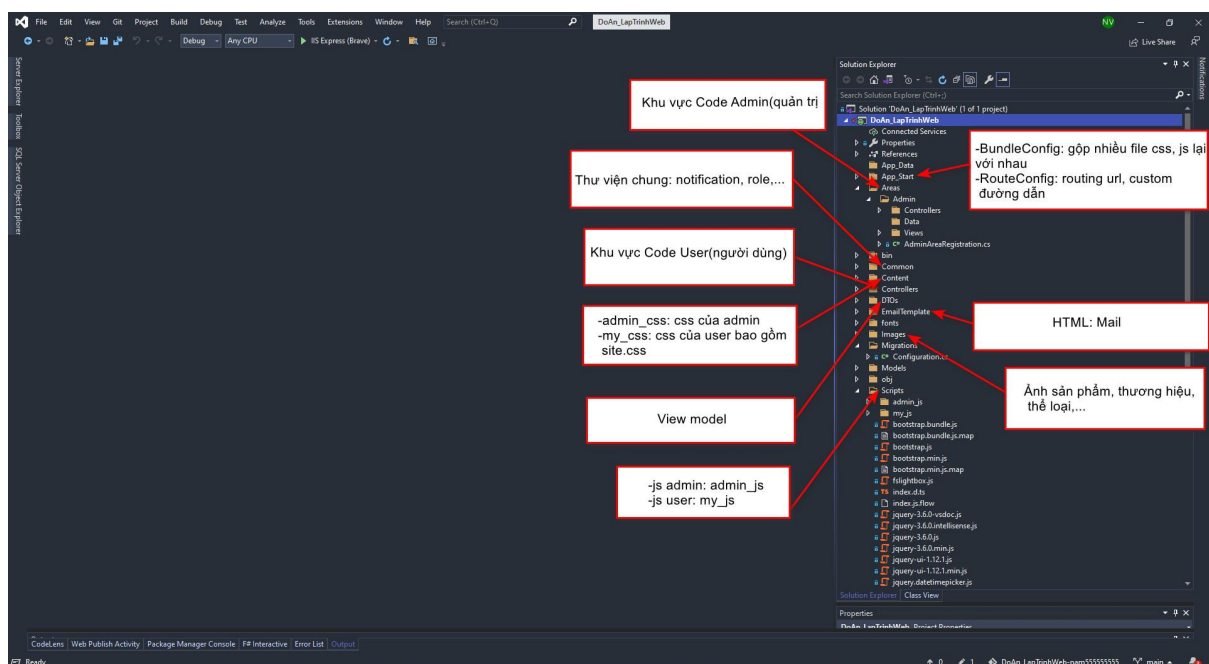 File Edit View Git Project Build Debug Test Analyze Tools Extensions Window Help Search (Ctrl+Q) DoAn_LapTrinhWeb NV
Debug Any CPU IIS Express (Brave) Live Share
Server Explorer
Toolbox
SQL Server Object Explorer
Notifications
Khu vực Code Admin(quản trị
Thư viện chung: notification, role,...
Khu vực Code User(người dùng)
-admin_css: css của admin
-my_css: css của user bao gồm
site.css
View model
-js admin: admin_js
-js user: my_js
-BundleConfig: gộp nhiều file css, js lại
với nhau
-RouteConfig: routing url, custom
đường dẫn
HTML: Mail
Ảnh sản phẩm, thương hiệu,
thể loại,...
Solution Explorer
Search Solution Explorer (Ctrl+;)
Solution 'DoAn_LapTrinhWeb' (1 of 1 project)
DoAn_LapTrinhWeb
Connected Services
Properties
References
App_Data
App_Start
Areas
Admin
Controllers
Data
Views
AdminAreaRegistration.cs
bin
Common
Content
Controllers
DTOs
EmailTemplate
fonts
Images
Migrations
Configuration.cs
Models
obj
Scripts
admin_js
my_js
bootstrap.bundle.js
bootstrap.bundle.js.map
bootstrap.js
bootstrap.min.js
bootstrap.min.js.map
fslightbox.js
index.d.ts
index.js.flow
jquery-3.6.0-vsdoc.js
jquery-3.6.0.intellisense.js
jquery-3.6.0.js
jquery-3.6.0.min.js
jquery-ui-1.12.1.js
jquery-ui-1.12.1.min.js
jquery.datetimepicker.js
Solution Explorer Class View
Properties
DoAn_LapTrinhWeb Project Properties
CodeLens Web Publish Activity Package Manager Console F# Interactive Error List Output
Ready 0 1 DoAn_LapTrinhWeb-nam555555555 main